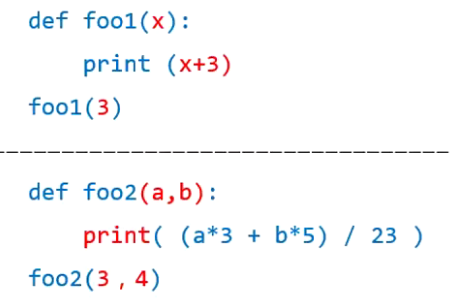 def foo1(x):
    print (x+3)
foo1(3)
def foo2(a,b):
    print( (a*3 + b*5) / 23 )
foo2(3 , 4)